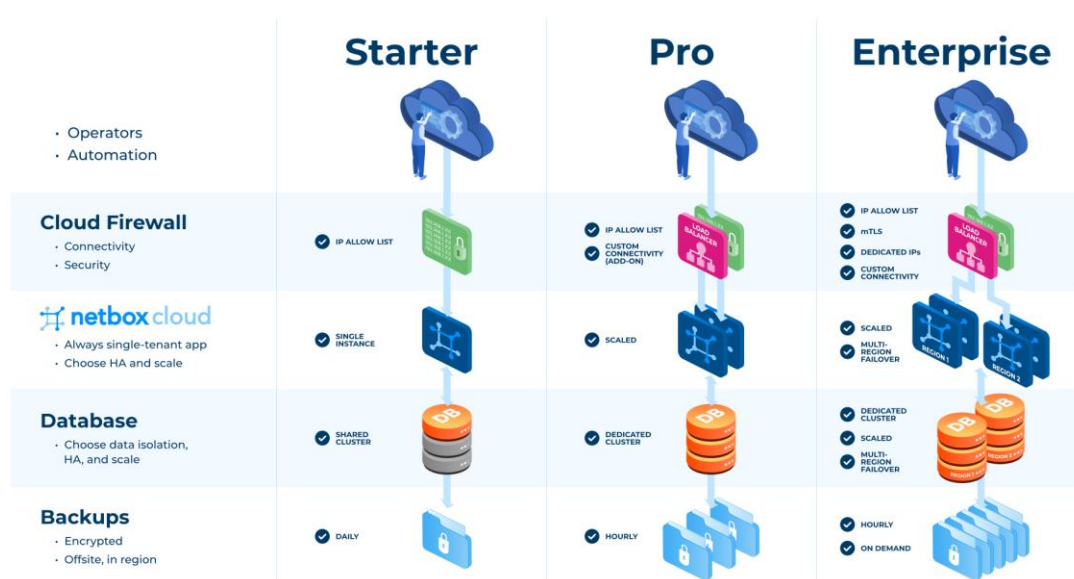 Starter
Pro
Enterprise
• Operators
• Automation
Cloud Firewall
• Connectivity
• Security
IP ALLOW LIST
IP ALLOW LIST
CUSTOM
CONNECTIVITY
(ADD-ON)
LOAD
BALANCER
IP ALLOW LIST
mTLS
DEDICATED IPs
CUSTOM
CONNECTIVITY
LOAD
BALANCER
netbox cloud
• Always single-tenant app
• Choose HA and scale
SINGLE
INSTANCE
SCALED
SCALED
MULTI-
REGION
FAILOVER
REGION 1
REGION 2
Database
• Choose data isolation,
HA, and scale
SHARED
CLUSTER
DB
DEDICATED
CLUSTER
DB
DEDICATED
CLUSTER
SCALED
MULTI-
REGION
FAILOVER
DB
DB
REGION 1
REGION 2
Backups
• Encrypted
• Offsite, in region
DAILY
HOURLY
HOURLY
ON DEMAND